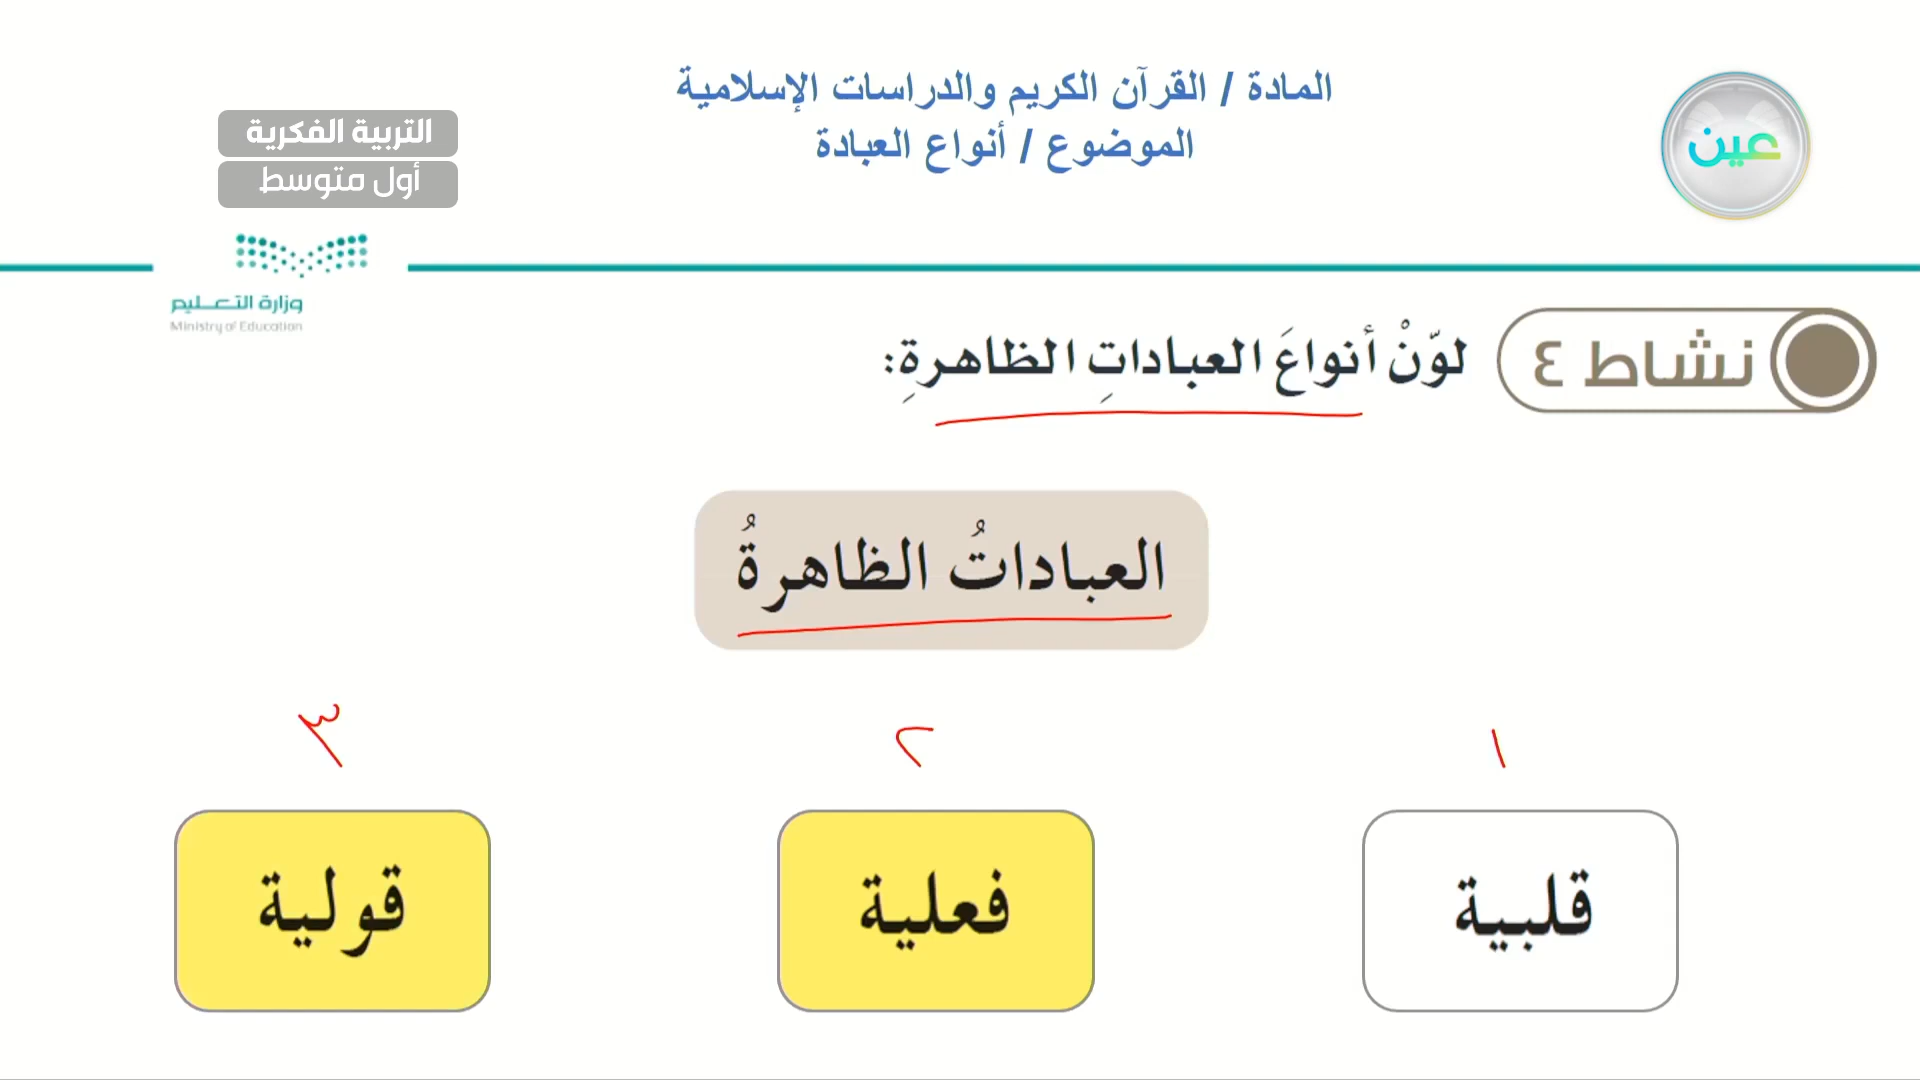 المادة / القرآن الكريم والدراسات الإسلامية
الموضوع / أنواع العبادة
عين
التربية الفكرية
أول متوسط
وزارة التعليم
Ministry of Education
نشاط ٤
لوّنْ أنواعَ العباداتِ الظاهرةِ:
العباداتُ الظاهرةُ
١ ٢ ٣
قلبية فعلية قولية